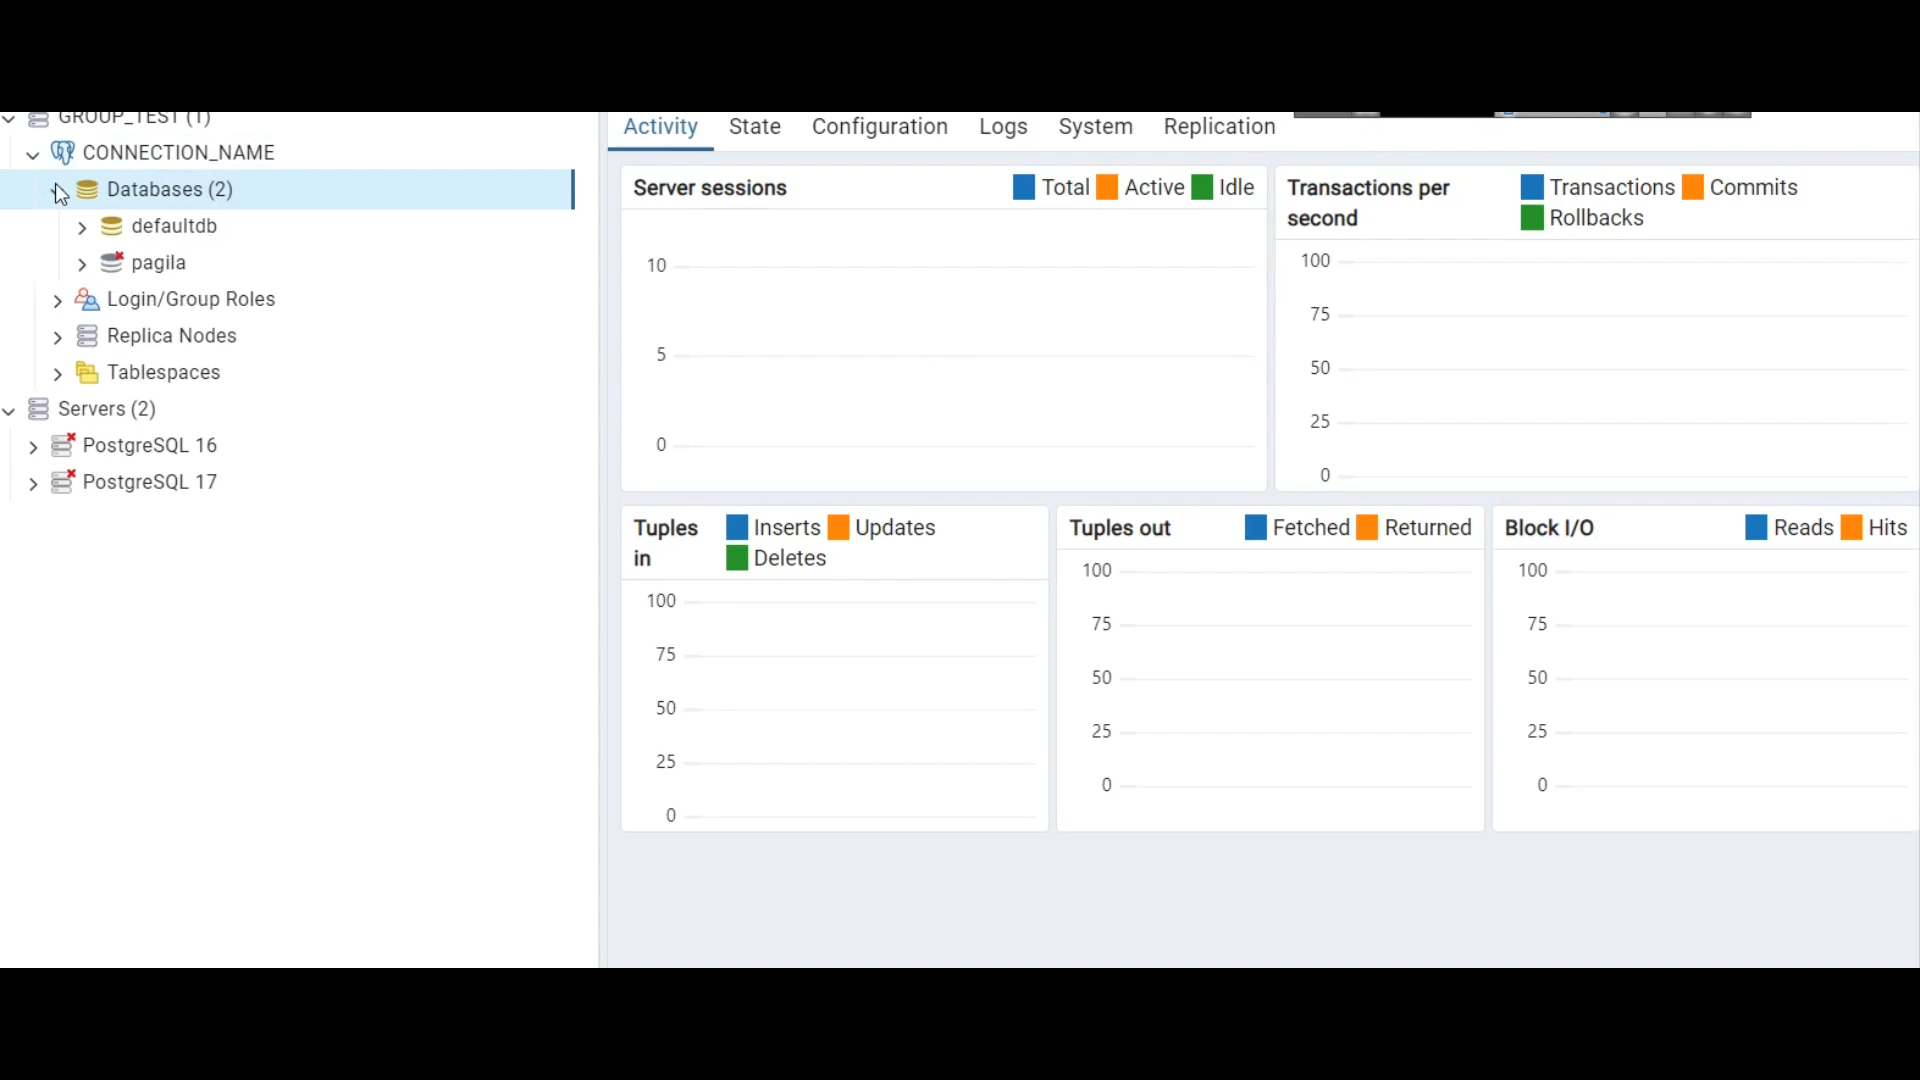 GROUP_TEST (1)
CONNECTION_NAME
Databases (2)
defaultdb
pagila
Login/Group Roles
Replica Nodes
Tablespaces
Servers (2)
PostgreSQL 16
PostgreSQL 17
Activity State Configuration Logs System Replication
Server sessions
Total Active Idle
10
5
0
Transactions per
second
Transactions Commits
Rollbacks
100
75
50
25
0
Tuples
in
Inserts Updates
Deletes
100
75
50
25
0
Tuples out
Fetched Returned
100
75
50
25
0
Block I/O
Reads Hits
100
75
50
25
0